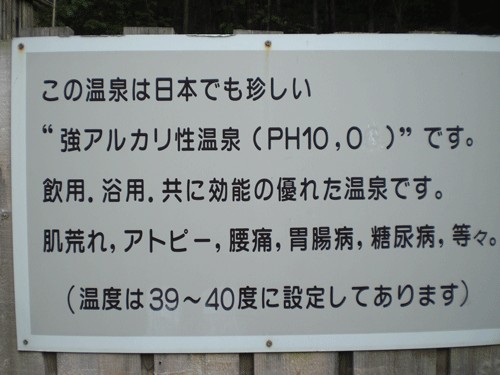 この温泉は日本でも珍しい
“強アルカリ性温泉（PH10,0 ）”です。
飲用.浴用.共に効能の優れた温泉です。
肌荒れ,アトピー,腰痛,胃腸病,糖尿病,等々。
（温度は39〜40度に設定してあります）